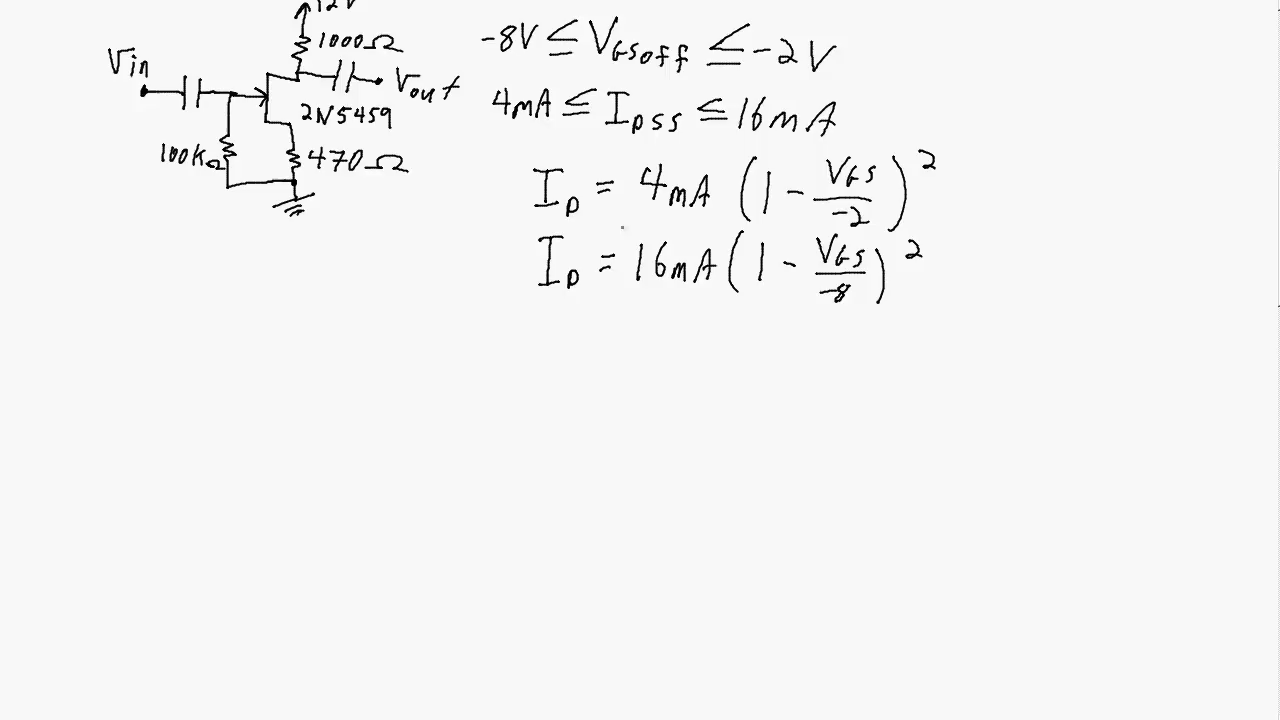 12V
1000Ω
Vin
Vout
2N5459
100KΩ
470Ω
-8V ≤ VGSoff ≤ -2V
4mA ≤ IDSS ≤ 16mA
ID = 4mA (1 - VGS/-2)²
ID = 16mA (1 - VGS/-8)²